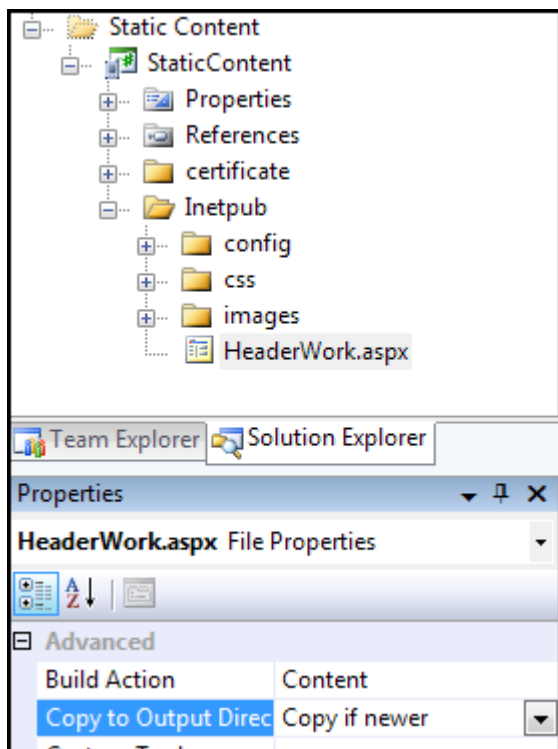 Static Content
StaticContent
Properties
References
certificate
Inetpub
config
css
images
HeaderWork.aspx
Team Explorer Solution Explorer
Properties
HeaderWork.aspx File Properties
Advanced
Build Action Content
Copy to Output Direc Copy if newer